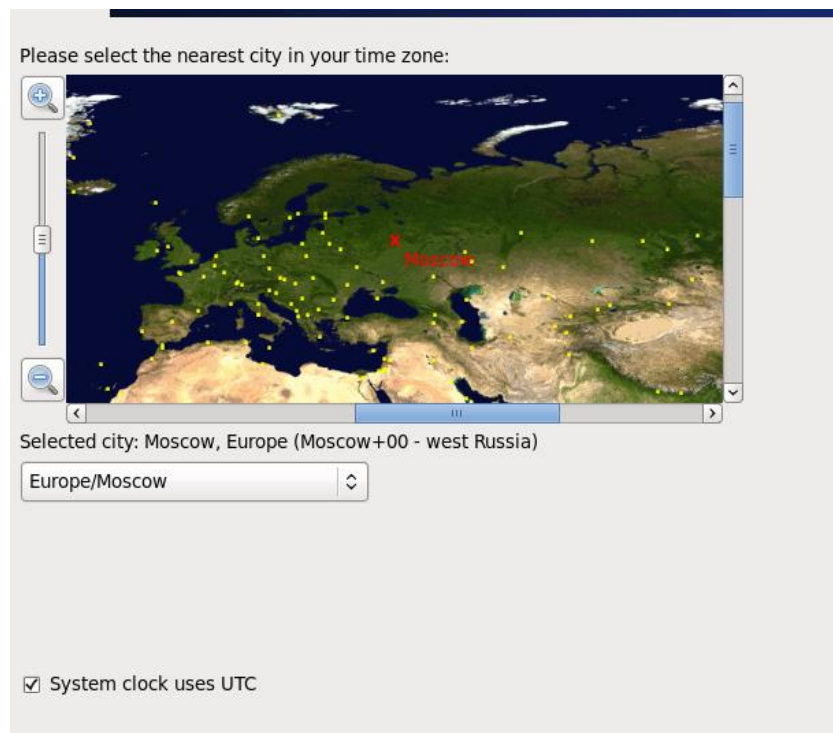 Please select the nearest city in your time zone:
Moscow
Selected city: Moscow, Europe (Moscow+00 - west Russia)
Europe/Moscow
System clock uses UTC